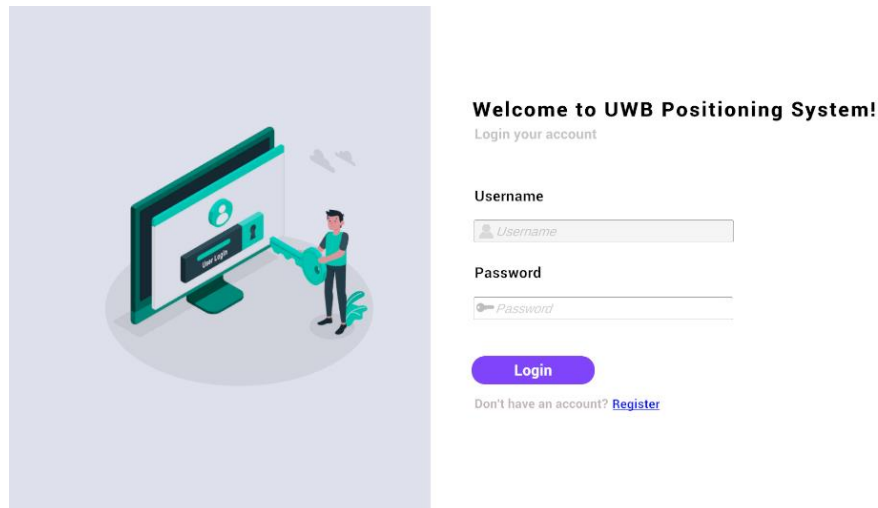 User Login
Welcome to UWB Positioning System!
Login your account
Username
Username
Password
Password
Login
Don't have an account? Register